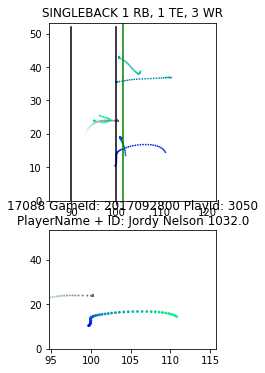 SINGLEBACK 1 RB, 1 TE, 3 WR
50
40
30
20
10
0
90 100 110 120
17088 GameId: 2017092800 PlayId: 3050
PlayerName + ID: Jordy Nelson 1032.0
40
20
0
95 100 105 110 115